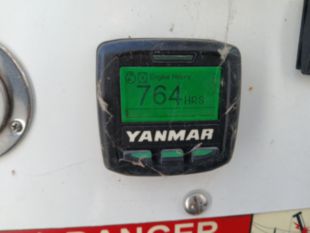 Engine Hours
764 HRS
YANMAR
DANGER